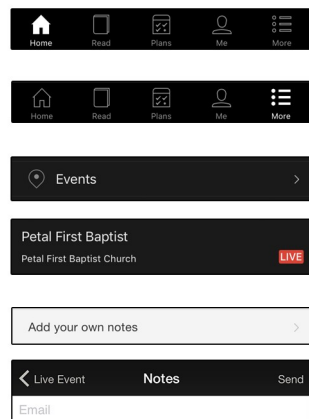 Home Read Plans Me More
Home Read Plans Me More
Events
Petal First Baptist
Petal First Baptist Church LIVE
Add your own notes
Live Event Notes Send
Email